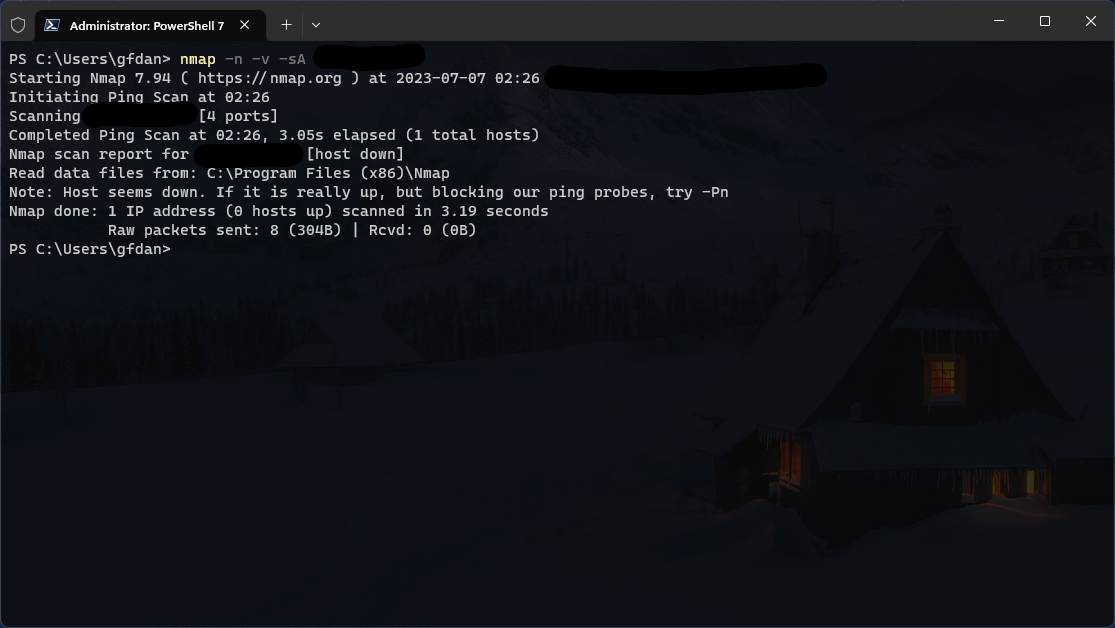 Administrator: PowerShell 7
PS C:\Users\gfdan> nmap -n -v -sA
Starting Nmap 7.94 ( https://nmap.org ) at 2023-07-07 02:26
Initiating Ping Scan at 02:26
Scanning [4 ports]
Completed Ping Scan at 02:26, 3.05s elapsed (1 total hosts)
Nmap scan report for [host down]
Read data files from: C:\Program Files (x86)\Nmap
Note: Host seems down. If it is really up, but blocking our ping probes, try -Pn
Nmap done: 1 IP address (0 hosts up) scanned in 3.19 seconds
Raw packets sent: 8 (304B) | Rcvd: 0 (0B)
PS C:\Users\gfdan>